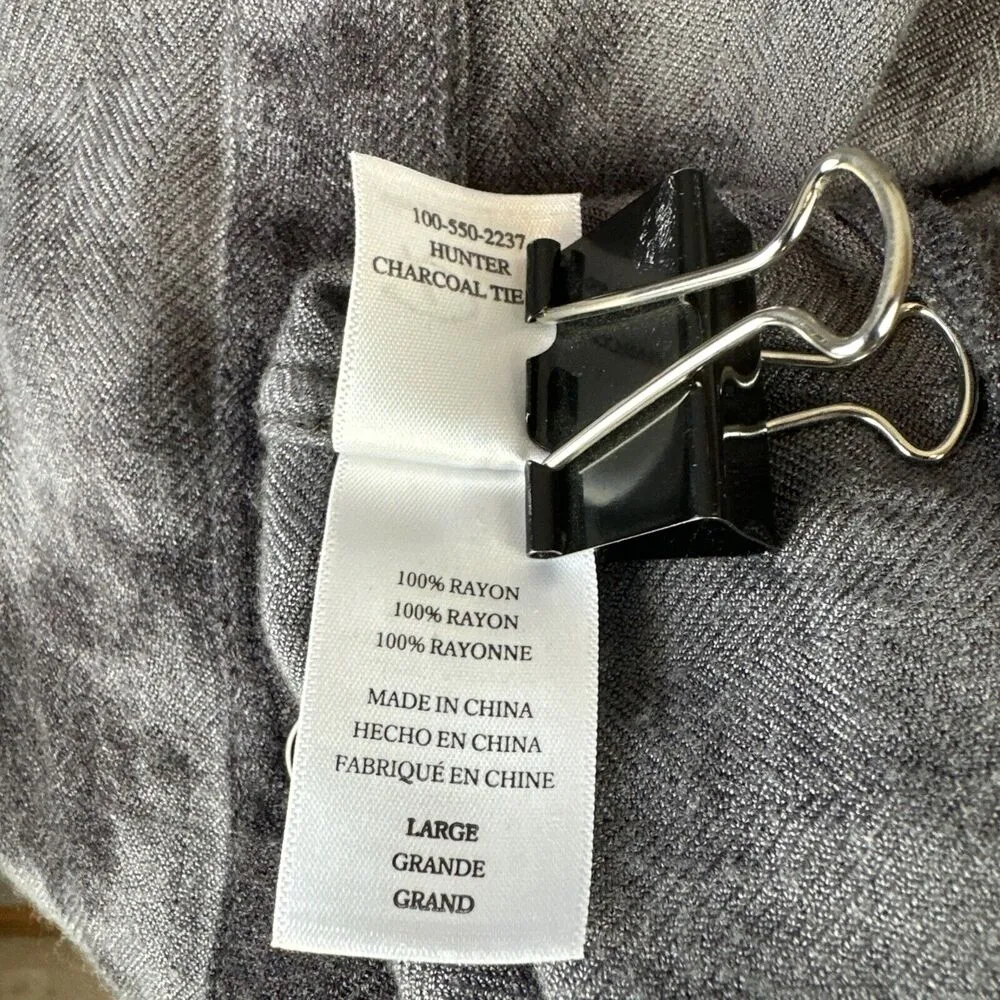 100-550-2237
HUNTER
CHARCOAL TIE
100% RAYON
100% RAYON
100% RAYONNE
MADE IN CHINA
HECHO EN CHINA
FABRIQUÉ EN CHINE
LARGE
GRANDE
GRAND